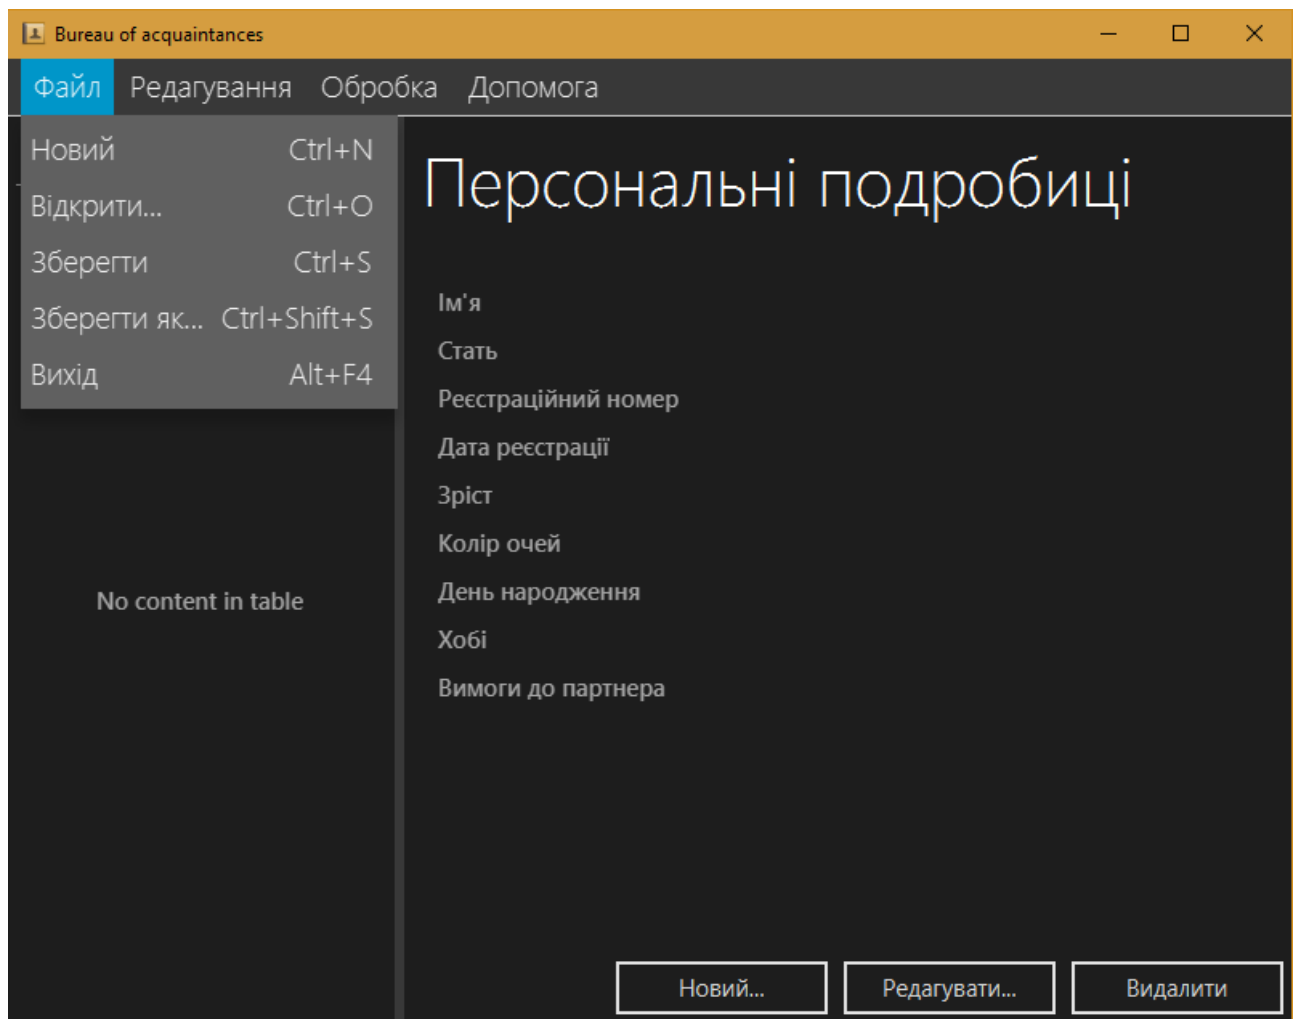 Bureau of acquaintances
Файл Редагування Обробка Допомога
Новий Ctrl+N
Відкрити... Ctrl+O
Зберегти Ctrl+S
Зберегти як... Ctrl+Shift+S
Вихід Alt+F4
No content in table
Персональні подробиці
Ім'я
Стать
Реєстраційний номер
Дата реєстрації
Зріст
Колір очей
День народження
Хобі
Вимоги до партнера
Новий... Редагувати... Видалити